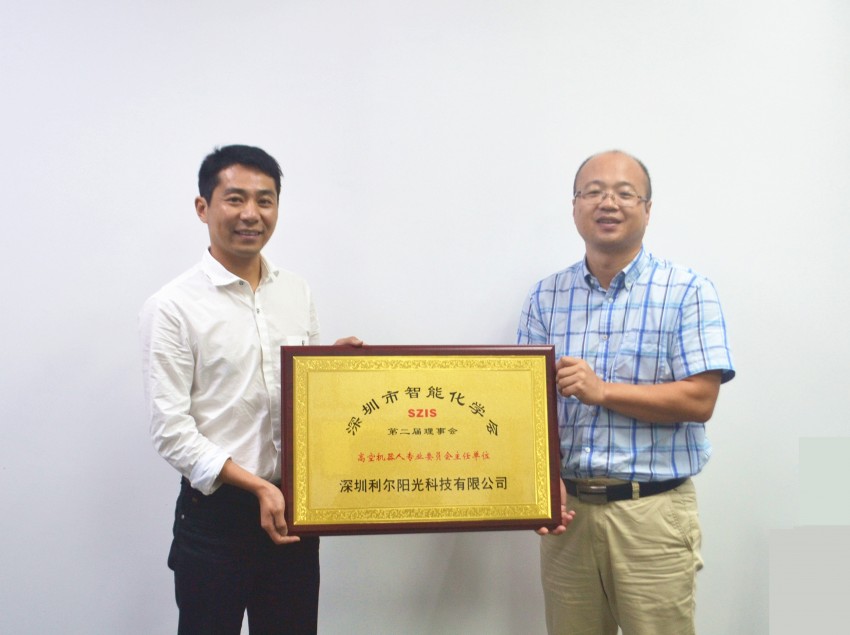 深圳市智能化学会
SZIS
第二届理事会
高空机器人专业委员会主任单位
深圳利尔阳光科技有限公司